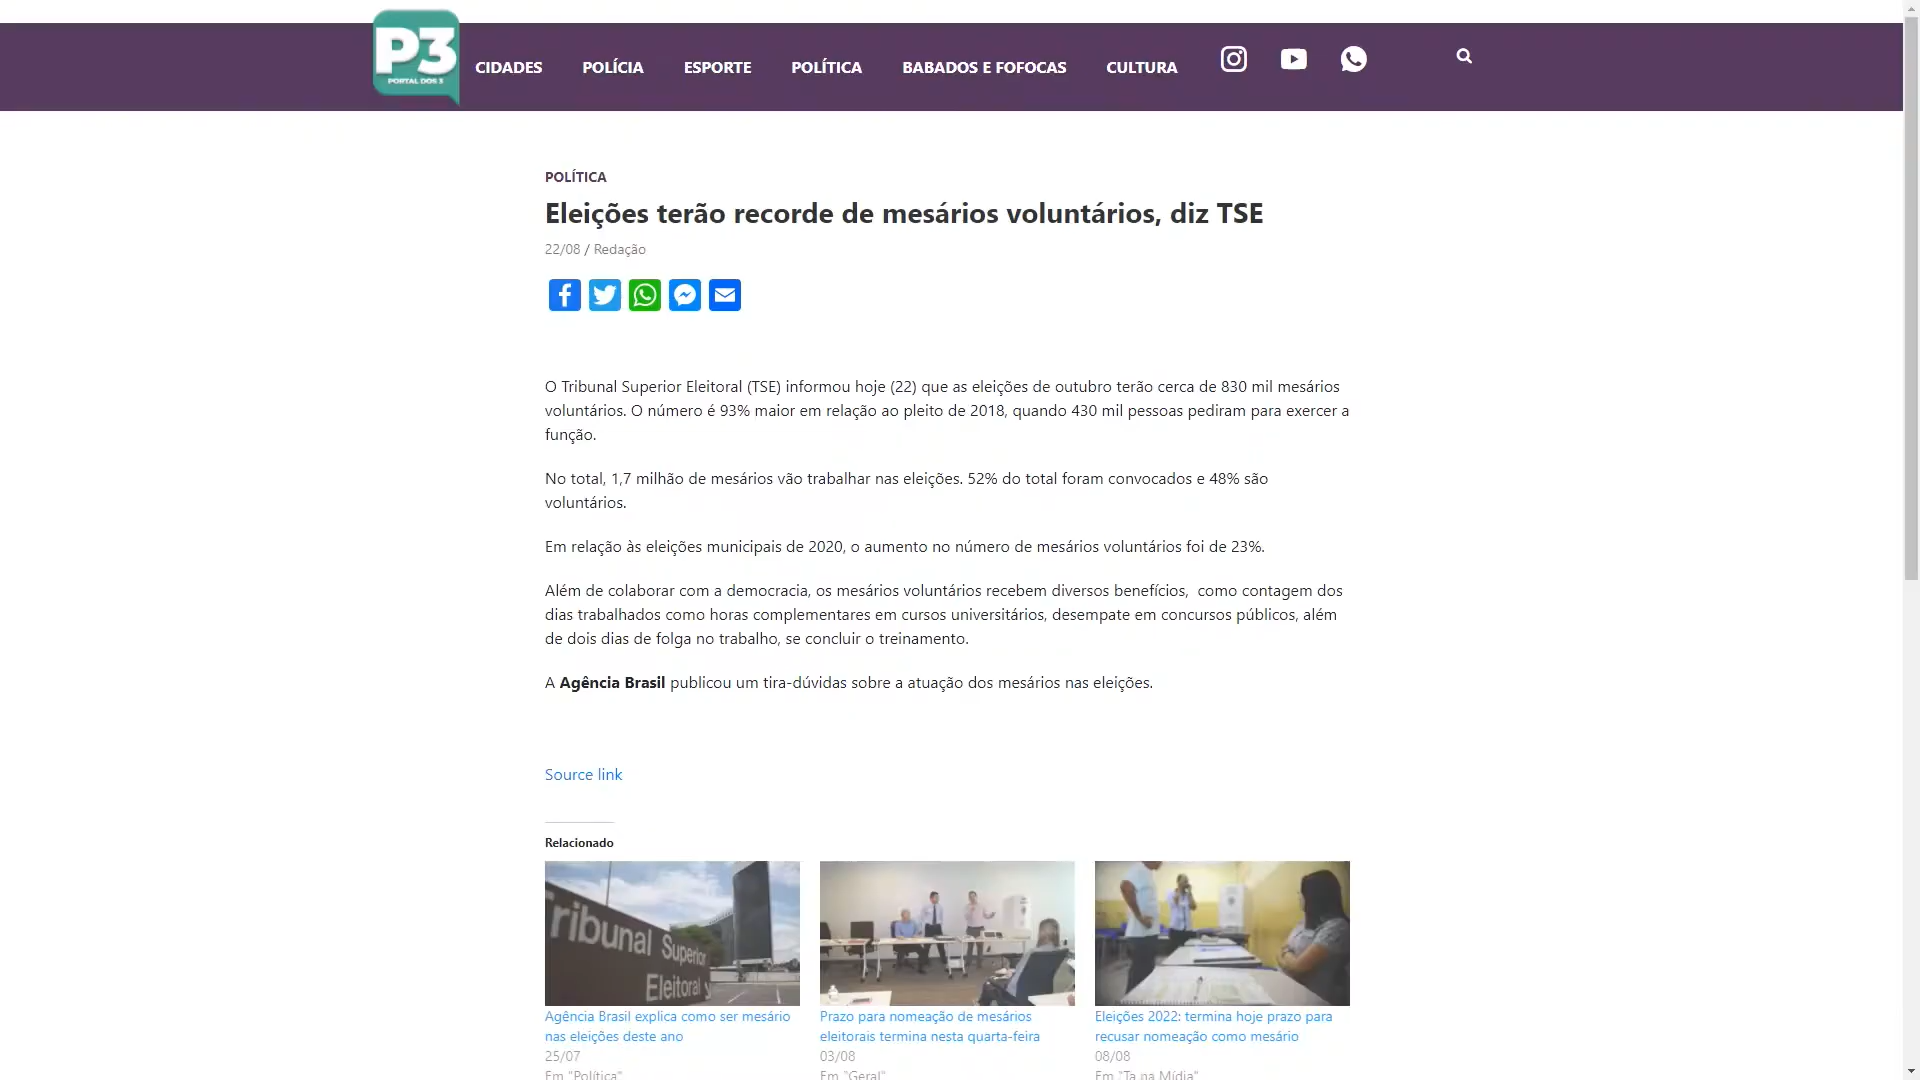 P3
PORTAL DOS 3
CIDADES
POLÍCIA
ESPORTE
POLÍTICA
BABADOS E FOFOCAS
CULTURA
POLÍTICA
Eleições terão recorde de mesários voluntários, diz TSE
22/08 / Redação
O Tribunal Superior Eleitoral (TSE) informou hoje (22) que as eleições de outubro terão cerca de 830 mil mesários
voluntários. O número é 93% maior em relação ao pleito de 2018, quando 430 mil pessoas pediram para exercer a
função.
No total, 1,7 milhão de mesários vão trabalhar nas eleições. 52% do total foram convocados e 48% são
voluntários.
Em relação às eleições municipais de 2020, o aumento no número de mesários voluntários foi de 23%.
Além de colaborar com a democracia, os mesários voluntários recebem diversos benefícios,  como contagem dos
dias trabalhados como horas complementares em cursos universitários, desempate em concursos públicos, além
de dois dias de folga no trabalho, se concluir o treinamento.
A Agência Brasil publicou um tira-dúvidas sobre a atuação dos mesários nas eleições.
Source link
Relacionado
Tribunal Superior
Eleitoral
Agência Brasil explica como ser mesário
nas eleições deste ano
25/07
Em "Política"
Prazo para nomeação de mesários
eleitorais termina nesta quarta-feira
03/08
Em "Geral"
Eleições 2022: termina hoje prazo para
recusar nomeação como mesário
08/08
Em "Ta na Mídia"